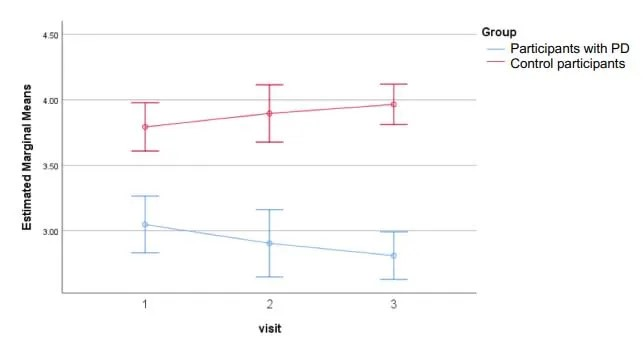 Group
Participants with PD
Control participants
Estimated Marginal Means
4.50
4.00
3.50
3.00
1
2
3
visit